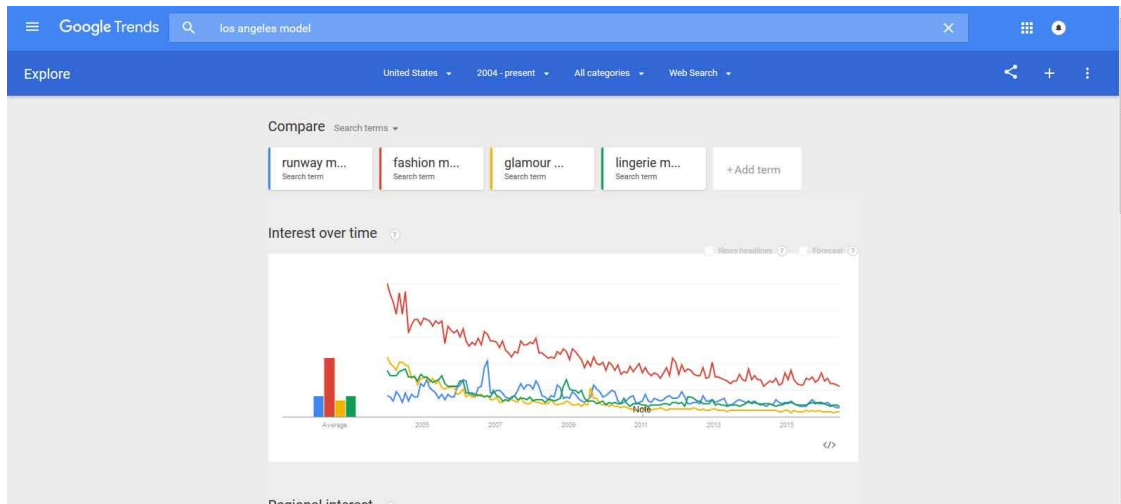 Google Trends los angeles model
Explore United States 2004 - present All categories Web Search
Compare Search terms
runway m... fashion m... glamour ... lingerie m... +Add term
Search term Search term Search term Search term
Interest over time ?
News headlines ? Forecast ?
Note
Average 2005 2007 2009 2011 2013 2015
</>
Regional interest